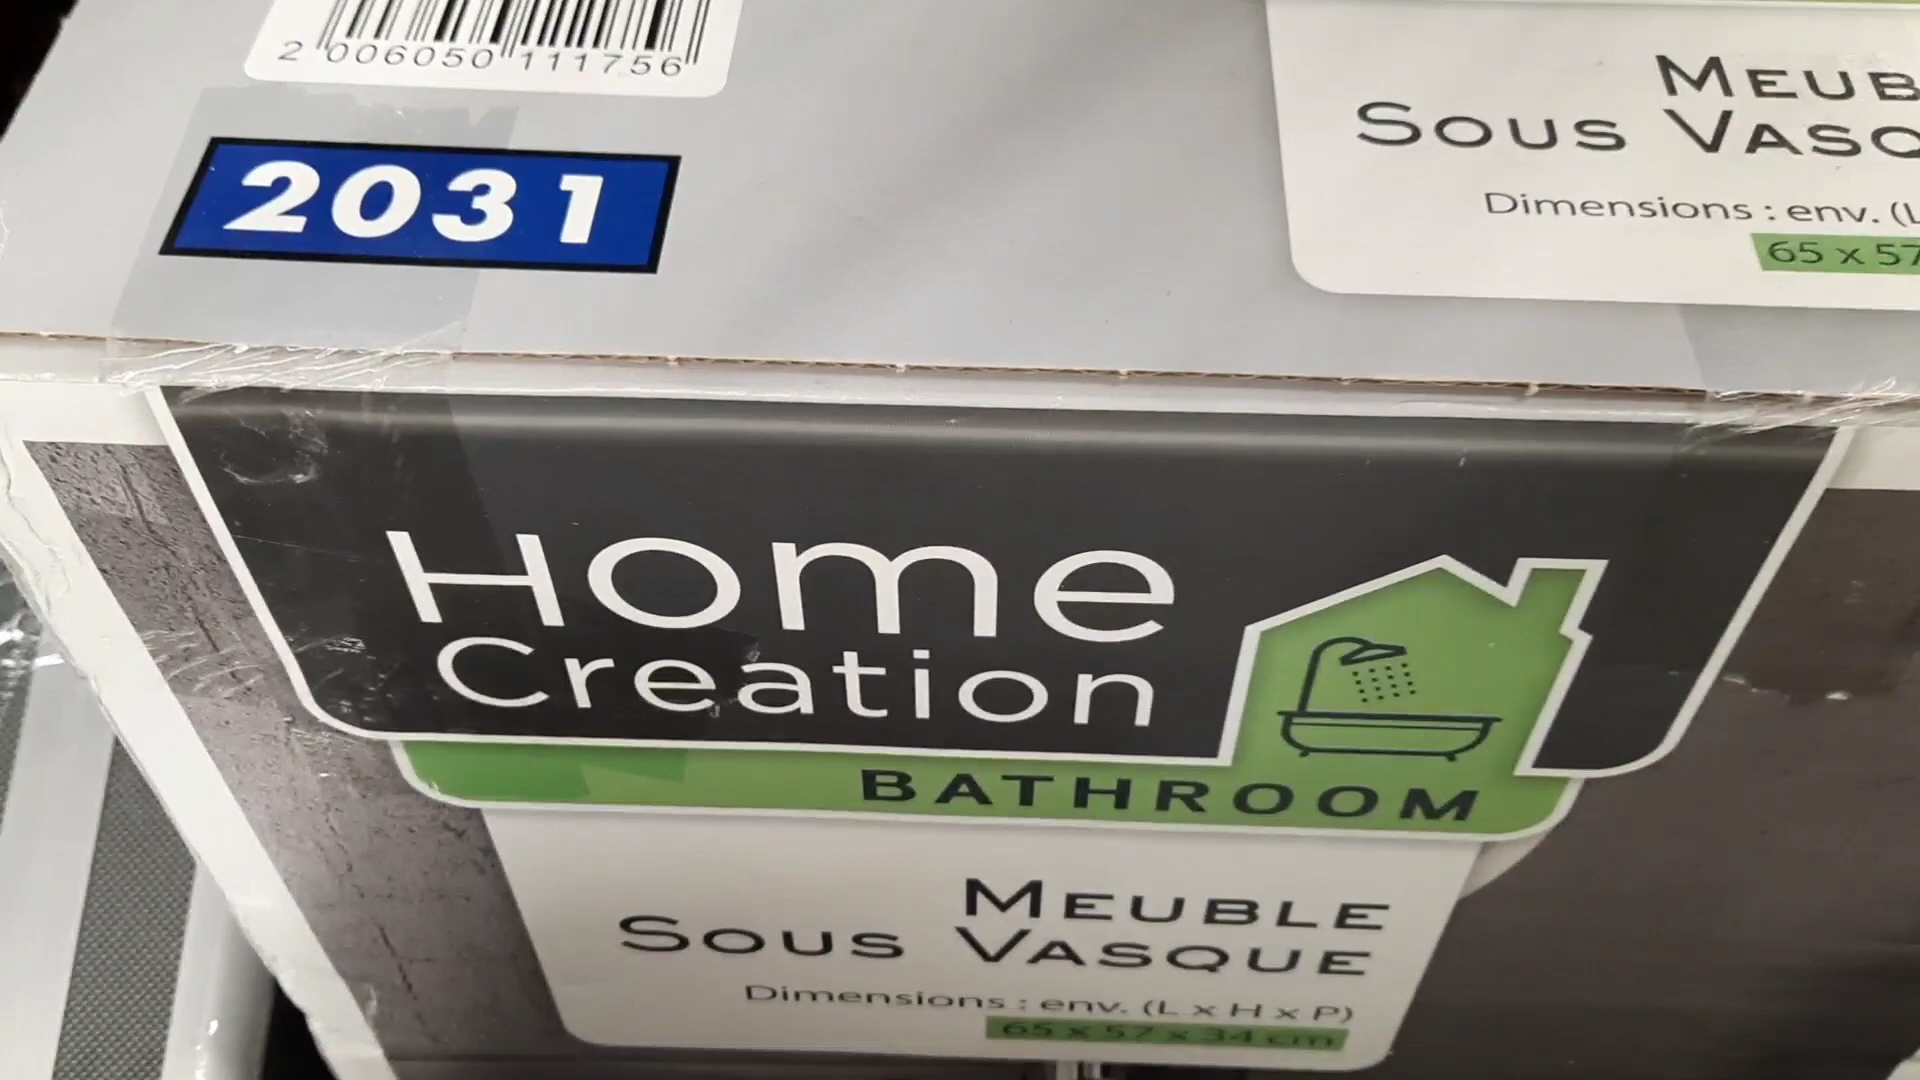 2 006050 111756
2031
MEUB
SOUS VASQ
Dimensions : env. (L
65 x 57
Home
Creation
BATHROOM
MEUBLE
SOUS VASQUE
Dimensions : env. (L x H x P)
65 x 57 x 34 cm